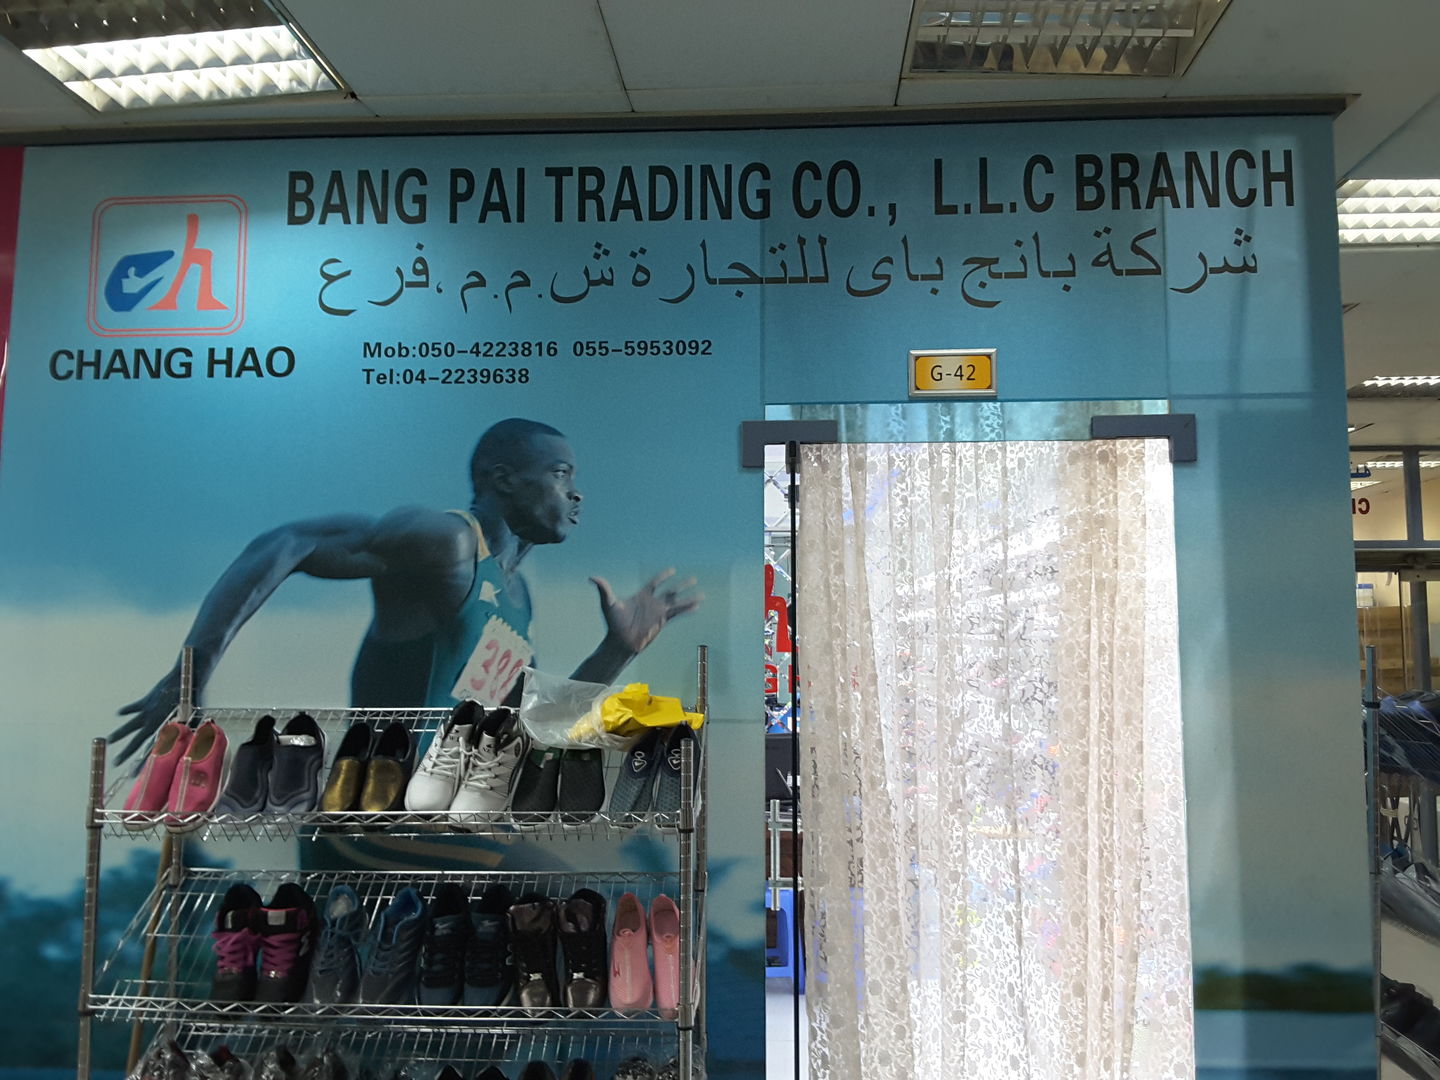 BANG PAI TRADING CO., L.L.C BRANCH
شركة بانج باى للتجارة ش.م.م،فرع
ch
CHANG HAO
Mob:050-4223816 055-5953092
Tel:04-2239638
G-42